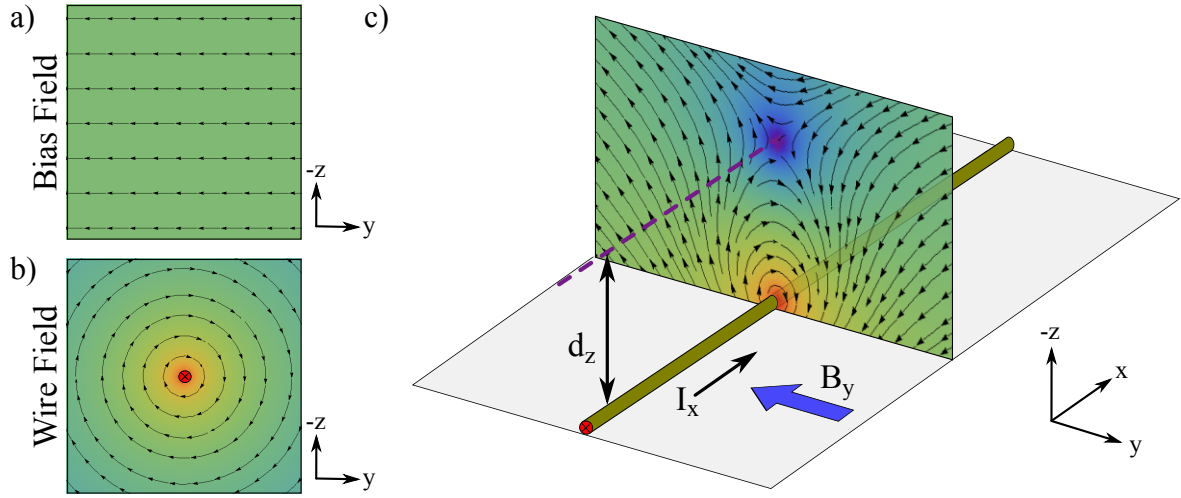 a)
Bias Field
-z
y
b)
Wire Field
-z
y
c)
d_z
I_x
B_y
-z
x
y